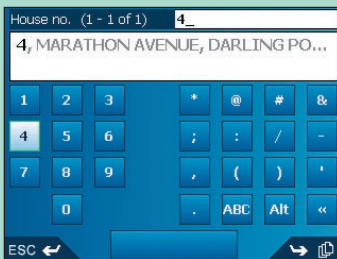 House no. (1 - 1 of 1) 4_
4, MARATHON AVENUE, DARLING PO...
1 2 3 * @ # &
4 5 6 ; : / -
7 8 9 , ( ) '
0 . ABC Alt «
ESC